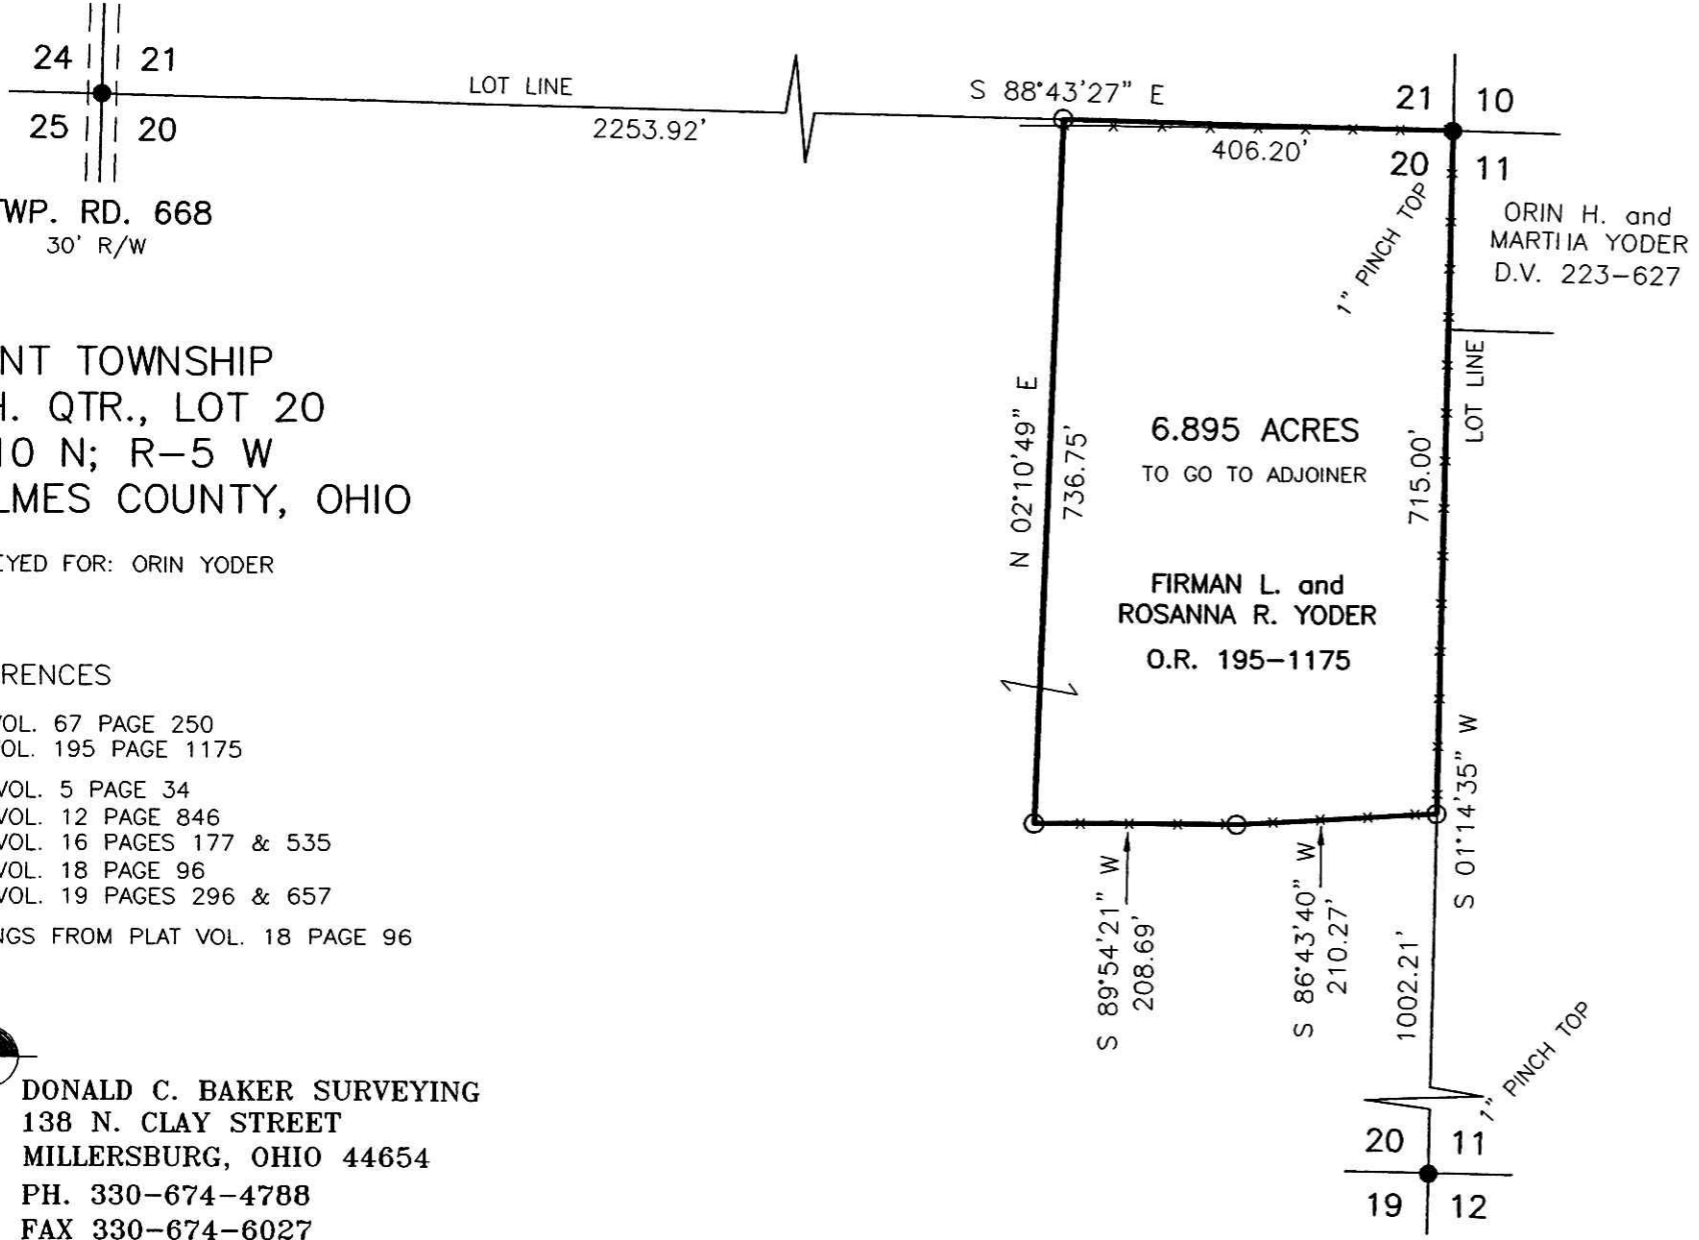 24 21
25 20
TWP. RD. 668
30' R/W
LOT LINE
2253.92'
S 88°43'27" E
406.20'
21 10
20 11
1" PINCH TOP
ORIN H. and
MARTHA YODER
D.V. 223-627
LOT LINE
NT TOWNSHIP
QTR., LOT 20
10 N; R-5 W
LMES COUNTY, OHIO
EYED FOR: ORIN YODER
N 02°10'49" E
736.75'
6.895 ACRES
TO GO TO ADJOINER
715.00'
FIRMAN L. and
ROSANNA R. YODER
O.R. 195-1175
RENCES
VOL. 67 PAGE 250
VOL. 195 PAGE 1175
VOL. 5 PAGE 34
VOL. 12 PAGE 846
VOL. 16 PAGES 177 & 535
VOL. 18 PAGE 96
VOL. 19 PAGES 296 & 657
NGS FROM PLAT VOL. 18 PAGE 96
S 89°54'21" W
208.69'
S 86°43'40" W
210.27'
S 01°14'35" W
1002.21'
1" PINCH TOP
20 11
19 12
DONALD C. BAKER SURVEYING
138 N. CLAY STREET
MILLERSBURG, OHIO 44654
PH. 330-674-4788
FAX 330-674-6027